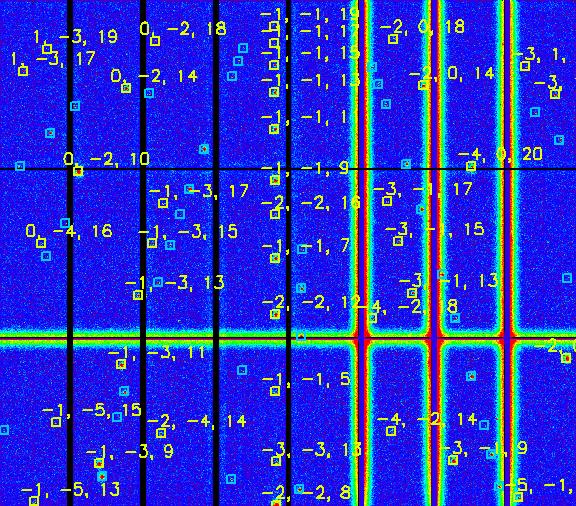 1, -3, 19
1, -3, 17
0, -2, 18
0, -2, 14
-1, -1, 19
-1, -1, 17
-1, -1, 15
-1, -1, 13
-1, -1, 11
-2, 0, 18
-2, 0, 14
-3, 1,
-3,
0, -2, 10
-1, -1, 9
-4, 0, 20
-1, -3, 17
-2, -2, 16
-3, -1, 17
0, -4, 16
-1, -3, 15
-1, -1, 7
-3, -1, 15
-1, -3, 13
-3, -1, 13
-2, -2, 12
-4, -2, 18
-1, -3, 11
-2,
-1, -1, 5
-1, -5, 15
-2, -4, 14
-4, -2, 14
-1, -3, 9
-3, -3, 13
-3, -1, 9
-1, -5, 13
-2, -2, 8
-5, -1,